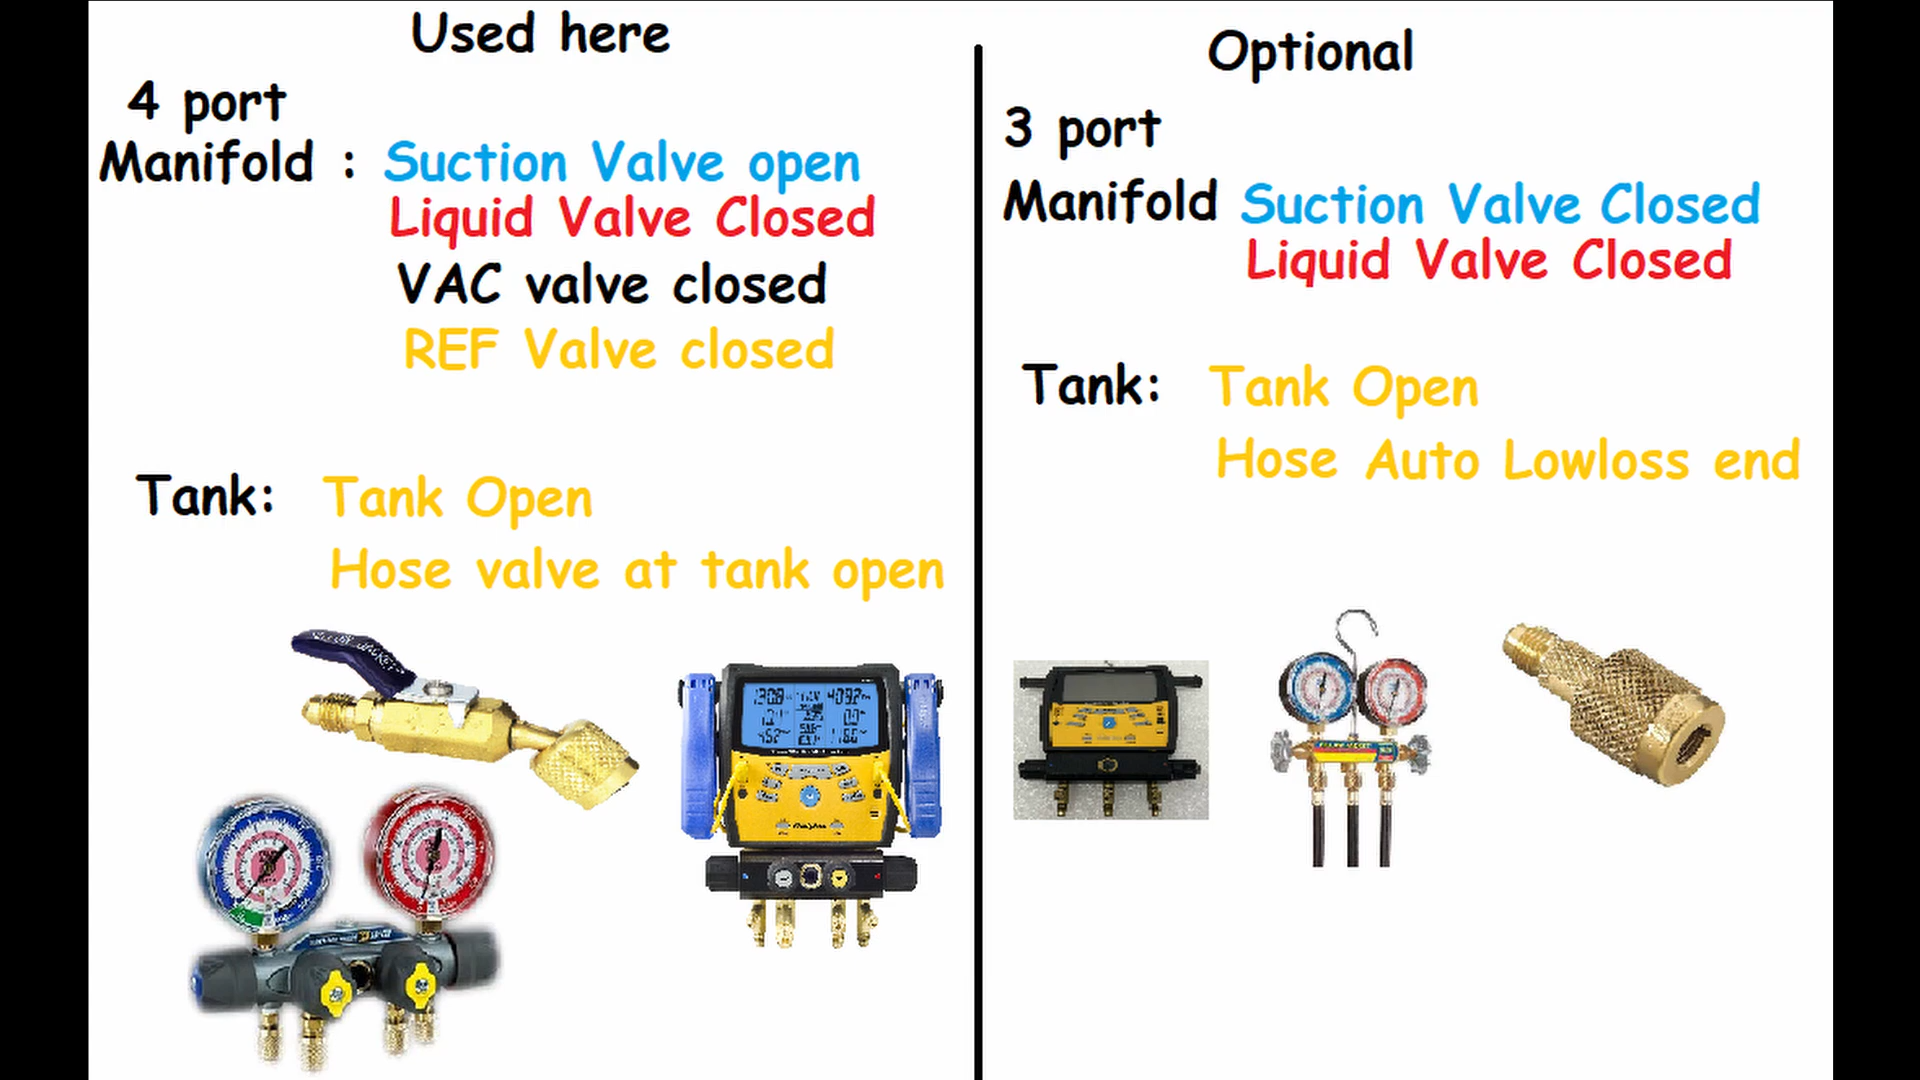 Used here
4 port
Manifold : Suction Valve open
Liquid Valve Closed
VAC valve closed
REF Valve closed
Tank: Tank Open
Hose valve at tank open
Optional
3 port
Manifold Suction Valve Closed
Liquid Valve Closed
Tank: Tank Open
Hose Auto Lowloss end